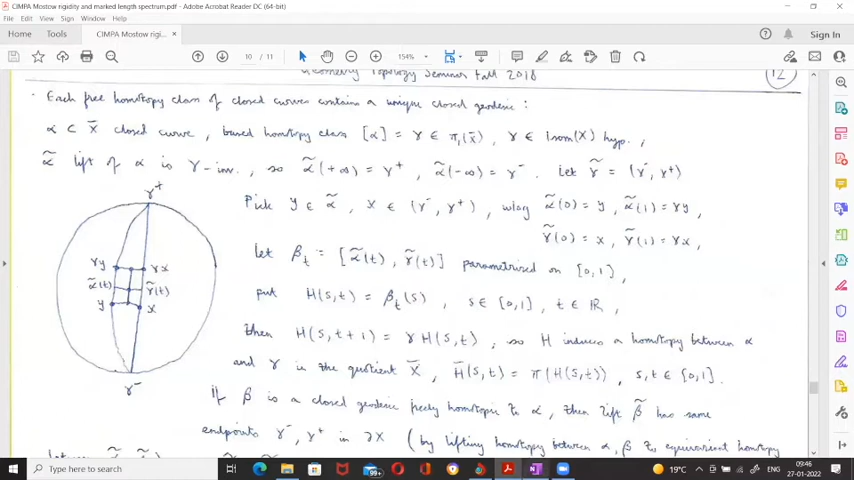 CIMPA Mostow rigidity and marked length spectrum.pdf - Adobe Acrobat Reader DC (64-bit)
File Edit View Sign Window Help
Home Tools CIMPA Mostow rigi... × Sign In
10 / 11 154%
Geometry Topology Seminar Fall 2018 12
Each free homotopy class of closed curves contains a unique closed geodesic :
α ⊂ X̄ closed curve, based homotopy class [α] = γ ∈ π₁(X̄), γ ∈ Isom(X) hyp.,
α̃ lift of α is γ-inv., so α̃(+∞) = γ⁺, α̃(-∞) = γ⁻. Let γ̃ = (γ⁻, γ⁺)
Pick y ∈ α̃, x ∈ (γ⁻, γ⁺), wlog α̃(0) = y, α̃(1) = γy,
γ̃(0) = x, γ̃(1) = γx,
let β_t = [α̃(t), γ̃(t)] parametrised on [0,1],
put H(s,t) = β_t(s), s ∈ [0,1], t ∈ ℝ,
then H(s,t+1) = γ H(s,t), so H induces a homotopy between α
and γ in the quotient X̄, H̄(s,t) = π(H(s,t)), s,t ∈ [0,1].
If β is a closed geodesic freely homotopic to α, then lift β̃ has same
endpoints γ⁻, γ⁺ in ∂X (by lifting homotopy between α, β to equivariant homotopy
γ⁺
γy γx
α̃(t) γ̃(t)
y x
γ⁻
Type here to search
99+
19°C ENG
09:46
27-01-2022